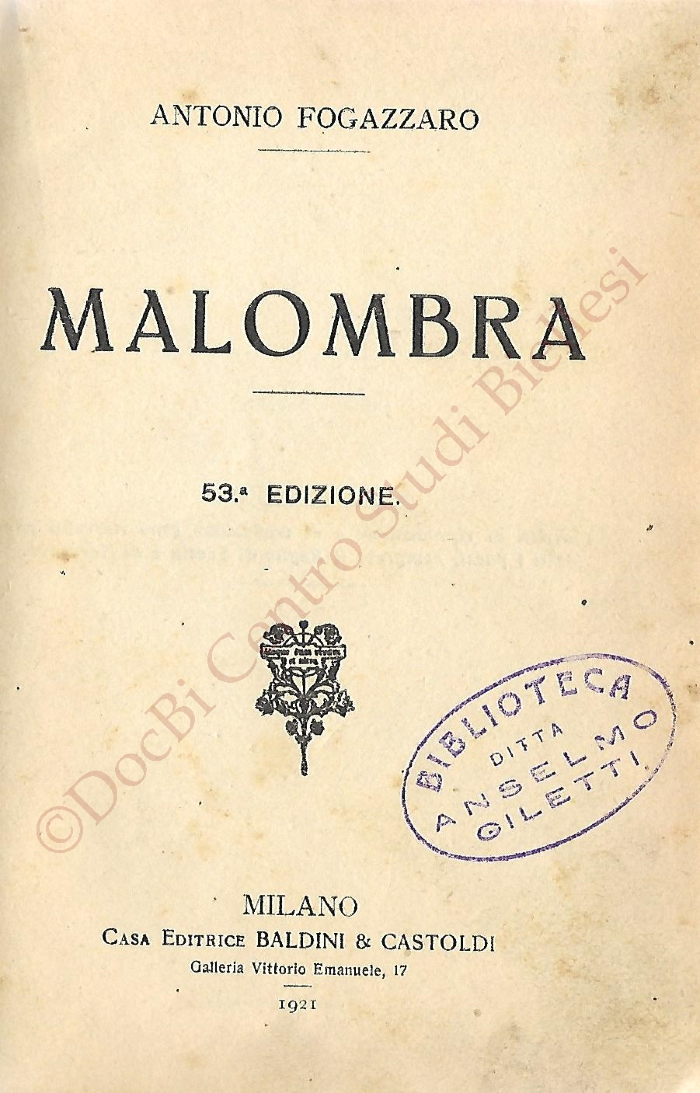 ANTONIO FOGAZZARO
MALOMBRA
53.ª EDIZIONE.
BIBLIOTECA
DITTA
ANSELMO
GILETTI
MILANO
CASA EDITRICE BALDINI & CASTOLDI
Galleria Vittorio Emanuele, 17
1921
©DocBi Centro Studi Biellesi